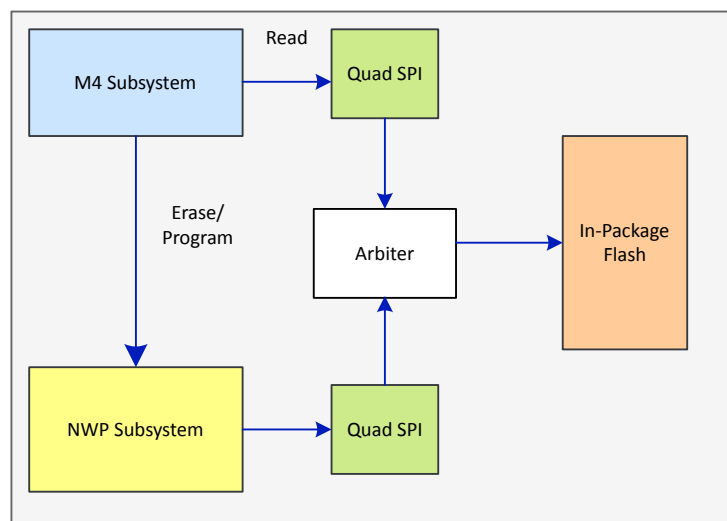 Read
M4 Subsystem
Quad SPI
Erase/
Program
Arbiter
In-Package
Flash
NWP Subsystem
Quad SPI